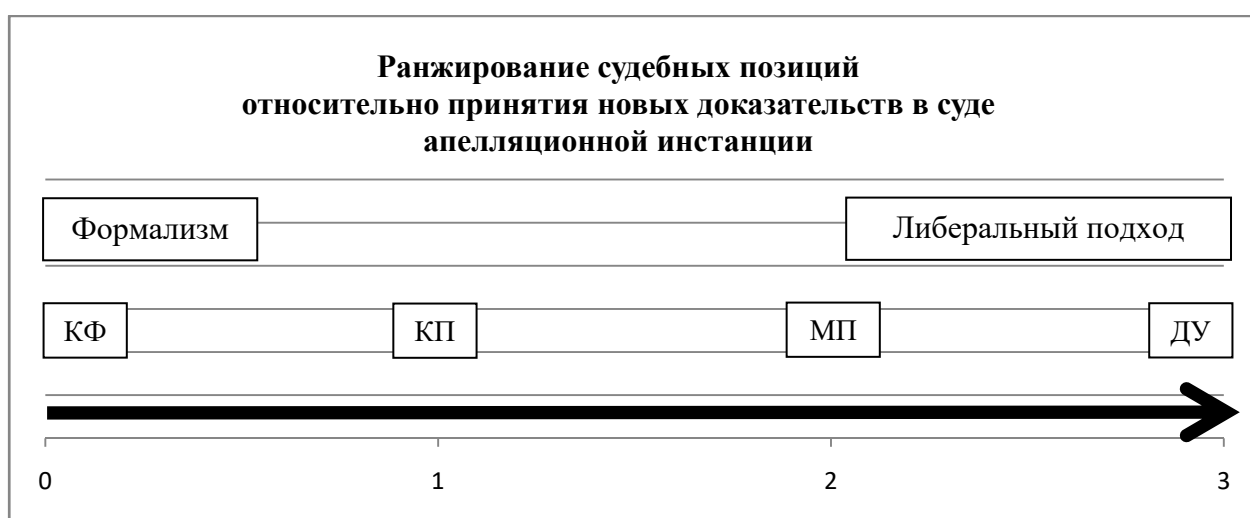 Ранжирование судебных позиций
относительно принятия новых доказательств в суде
апелляционной инстанции
Формализм Либеральный подход
КФ КП МП ДУ
0 1 2 3